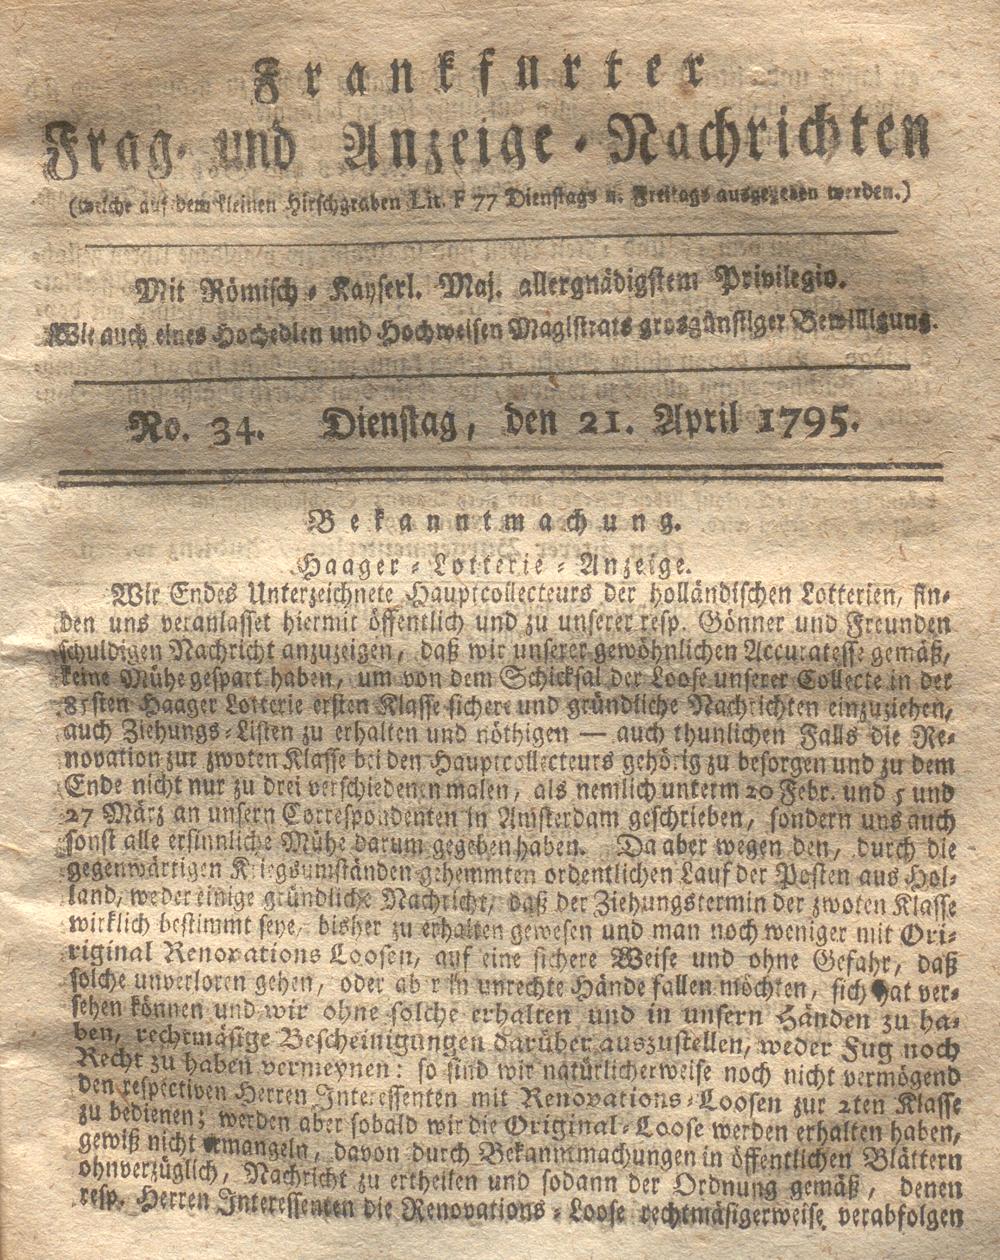 Frankfurter
Frag- und Anzeige-Nachrichten
(welche auf dem kleinen Hirschgraben Lit. F 77 Dienstags u. Freitags ausgegeben werden.)
Mit Römisch-Kayserl. Maj. allergnädigstem Privilegio.
Wie auch eines Hochedlen und Hochweisen Magistrats grosgünstiger Bewilligung.
No. 34. Dienstag, den 21. April 1795.
Bekanntmachung.
Haager-Lotterie-Anzeige.
Wir Endes Unterzeichnete Hauptcollecteurs der holländischen Lotterien, fin-
den uns veranlasset hiermit öffentlich und zu unserer resp. Gönner und Freunden
schuldigen Nachricht anzuzeigen, daß wir unserer gewöhnlichen Accuratesse gemäß,
keine Mühe gespart haben, um von dem Schicksal der Loose unserer Collecte in der
Haager Lotterie ersten Klasse sichere und gründliche Nachrichten einzuziehen,
auch Ziehungs-Listen zu erhalten und nöthigen — auch thunlichen Falls die Re-
novation zur zwoten Klasse bei den Hauptcollecteurs gehörig zu besorgen und zu dem
Ende nicht nur zu drei verschiedenenmalen, als nemlich unterm 20 Febr. und 5 und
27 März an unsern Correspondenten in Amsterdam geschrieben, sondern uns auch
sonst alle ersinnliche Mühe darum gegeben haben. Da aber wegen den, durch die
gegenwärtigen Kriegsumständen gehemmten ordentlichen Lauf der Posten aus Hol-
land, weder einige gründliche Nachricht, daß der Ziehungstermin der zwoten Klasse
wirklich bestimmt seye, bisher zu erhalten gewesen und man noch weniger mit Ori-
riginal Renovations Loosen, auf eine sichere Weise und ohne Gefahr, daß
solche unverloren gehen, oder ab r in unrechte Hände fallen möchten, sich hat ver-
sehen können und wir ohne solche erhalten und in unsern Händen zu ha-
ben, rechtmäsige Bescheinigungen darüber auszustellen, weder Fug noch
Recht zu haben vermeynen: so sind wir natürlicherweise noch nicht vermögend
den respectiven Herren Interessenten mit Renovations-Loosen zur 2ten Klasse
zu bedienen; werden aber sobald wir die Original-Loose werden erhalten haben,
gewiß nicht ermangeln, davon durch Bekanntmachungen in öffentlichen Blättern
ohnverzüglich, Nachricht zu ertheilen und sodann der Ordnung gemäß, denen
resp. Herren Interessenten die Renovations-Loose rechtmäsigerweise verabfolgen